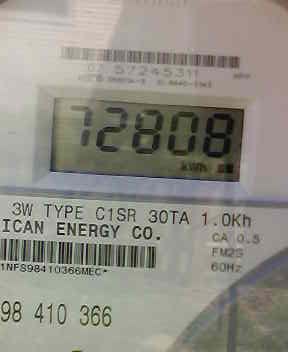 57245311
72808
kWh
3W TYPE C1SR 30TA 1.0Kh
ICAN ENERGY CO.
CA 0.5
FM2S
1NFS98410366MEC*
60Hz
98 410 366